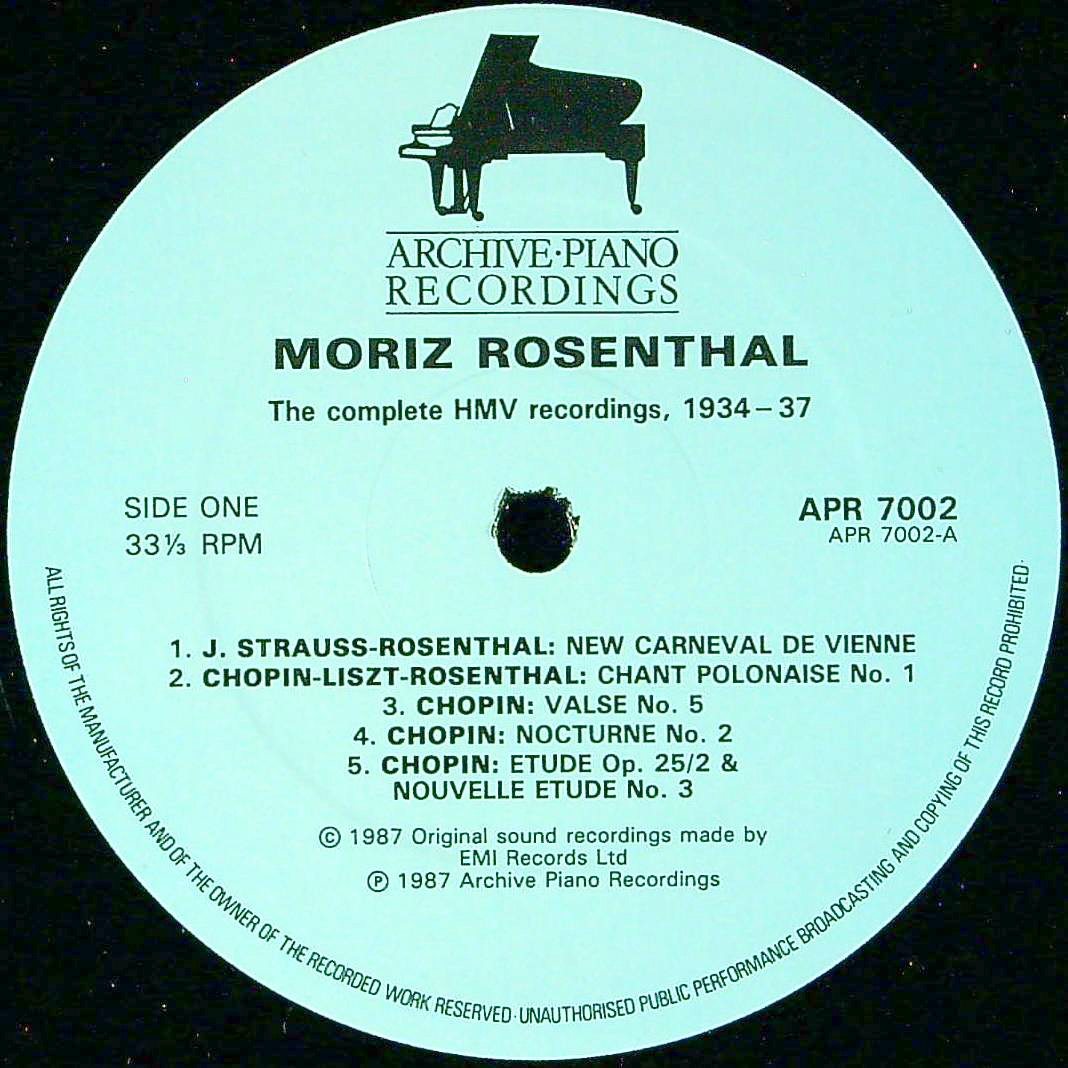 ARCHIVE·PIANO
RECORDINGS
MORIZ ROSENTHAL
The complete HMV recordings, 1934–37
SIDE ONE
33⅓ RPM
APR 7002
APR 7002-A
1. J. STRAUSS-ROSENTHAL: NEW CARNEVAL DE VIENNE
2. CHOPIN-LISZT-ROSENTHAL: CHANT POLONAISE No. 1
3. CHOPIN: VALSE No. 5
4. CHOPIN: NOCTURNE No. 2
5. CHOPIN: ETUDE Op. 25/2 &
NOUVELLE ETUDE No. 3
© 1987 Original sound recordings made by
EMI Records Ltd
℗ 1987 Archive Piano Recordings
ALL RIGHTS OF THE MANUFACTURER AND OF THE OWNER OF THE RECORDED WORK RESERVED·UNAUTHORISED PUBLIC PERFORMANCE BROADCASTING AND COPYING OF THIS RECORD PROHIBITED·